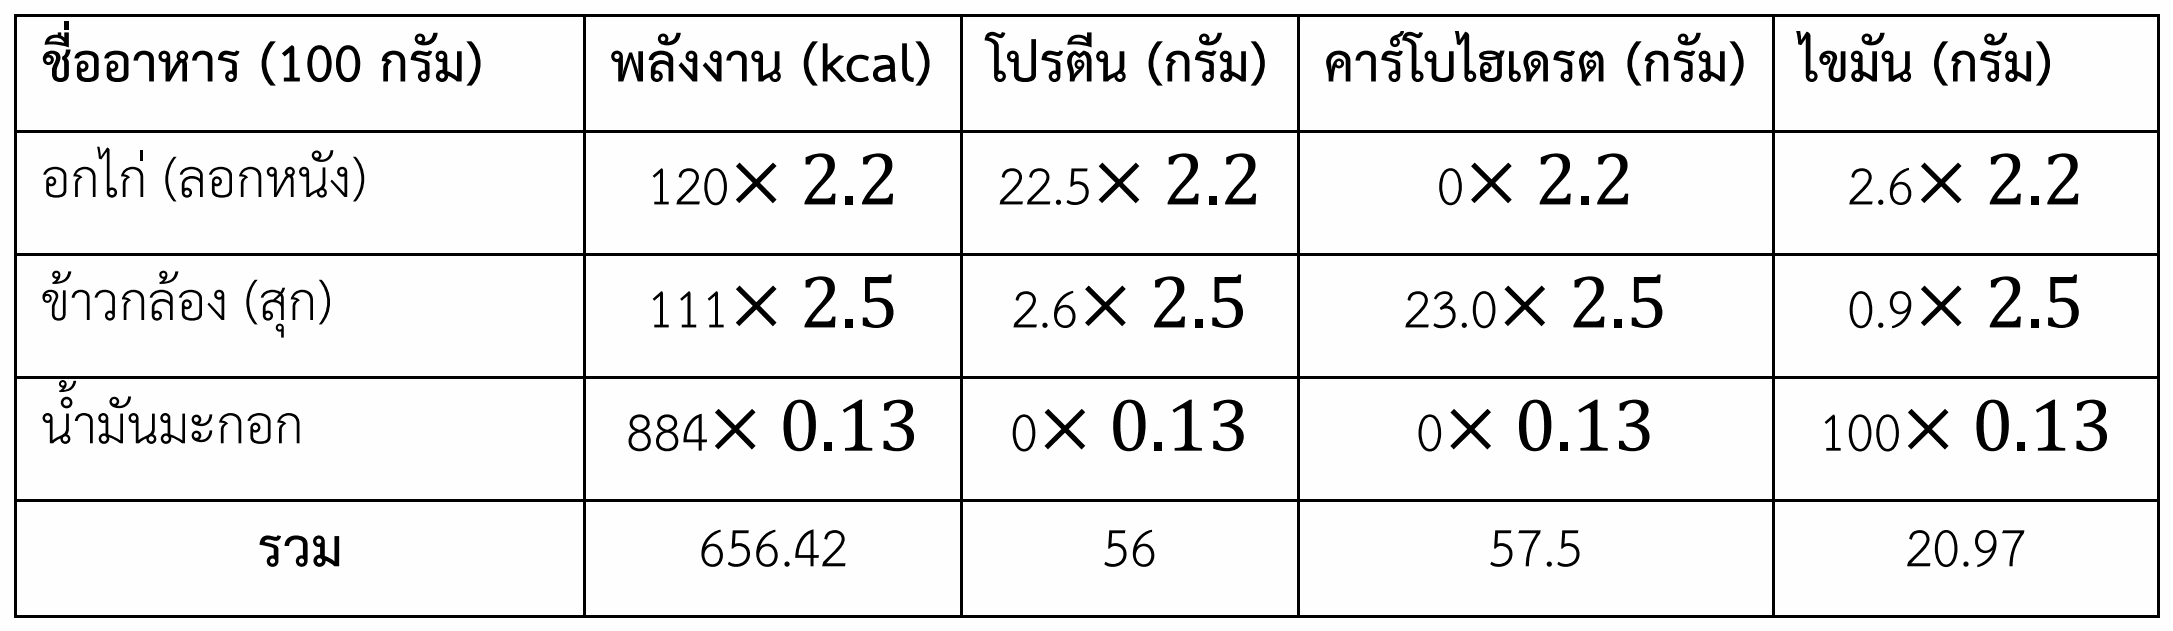 ชื่ออาหาร (100 กรัม) พลังงาน (kcal) โปรตีน (กรัม) คาร์โบไฮเดรต (กรัม) ไขมัน (กรัม)
อกไก่ (ลอกหนัง) 120× 2.2 22.5× 2.2 0× 2.2 2.6× 2.2
ข้าวกล้อง (สุก) 111× 2.5 2.6× 2.5 23.0× 2.5 0.9× 2.5
น้ำมันมะกอก 884× 0.13 0× 0.13 0× 0.13 100× 0.13
รวม 656.42 56 57.5 20.97